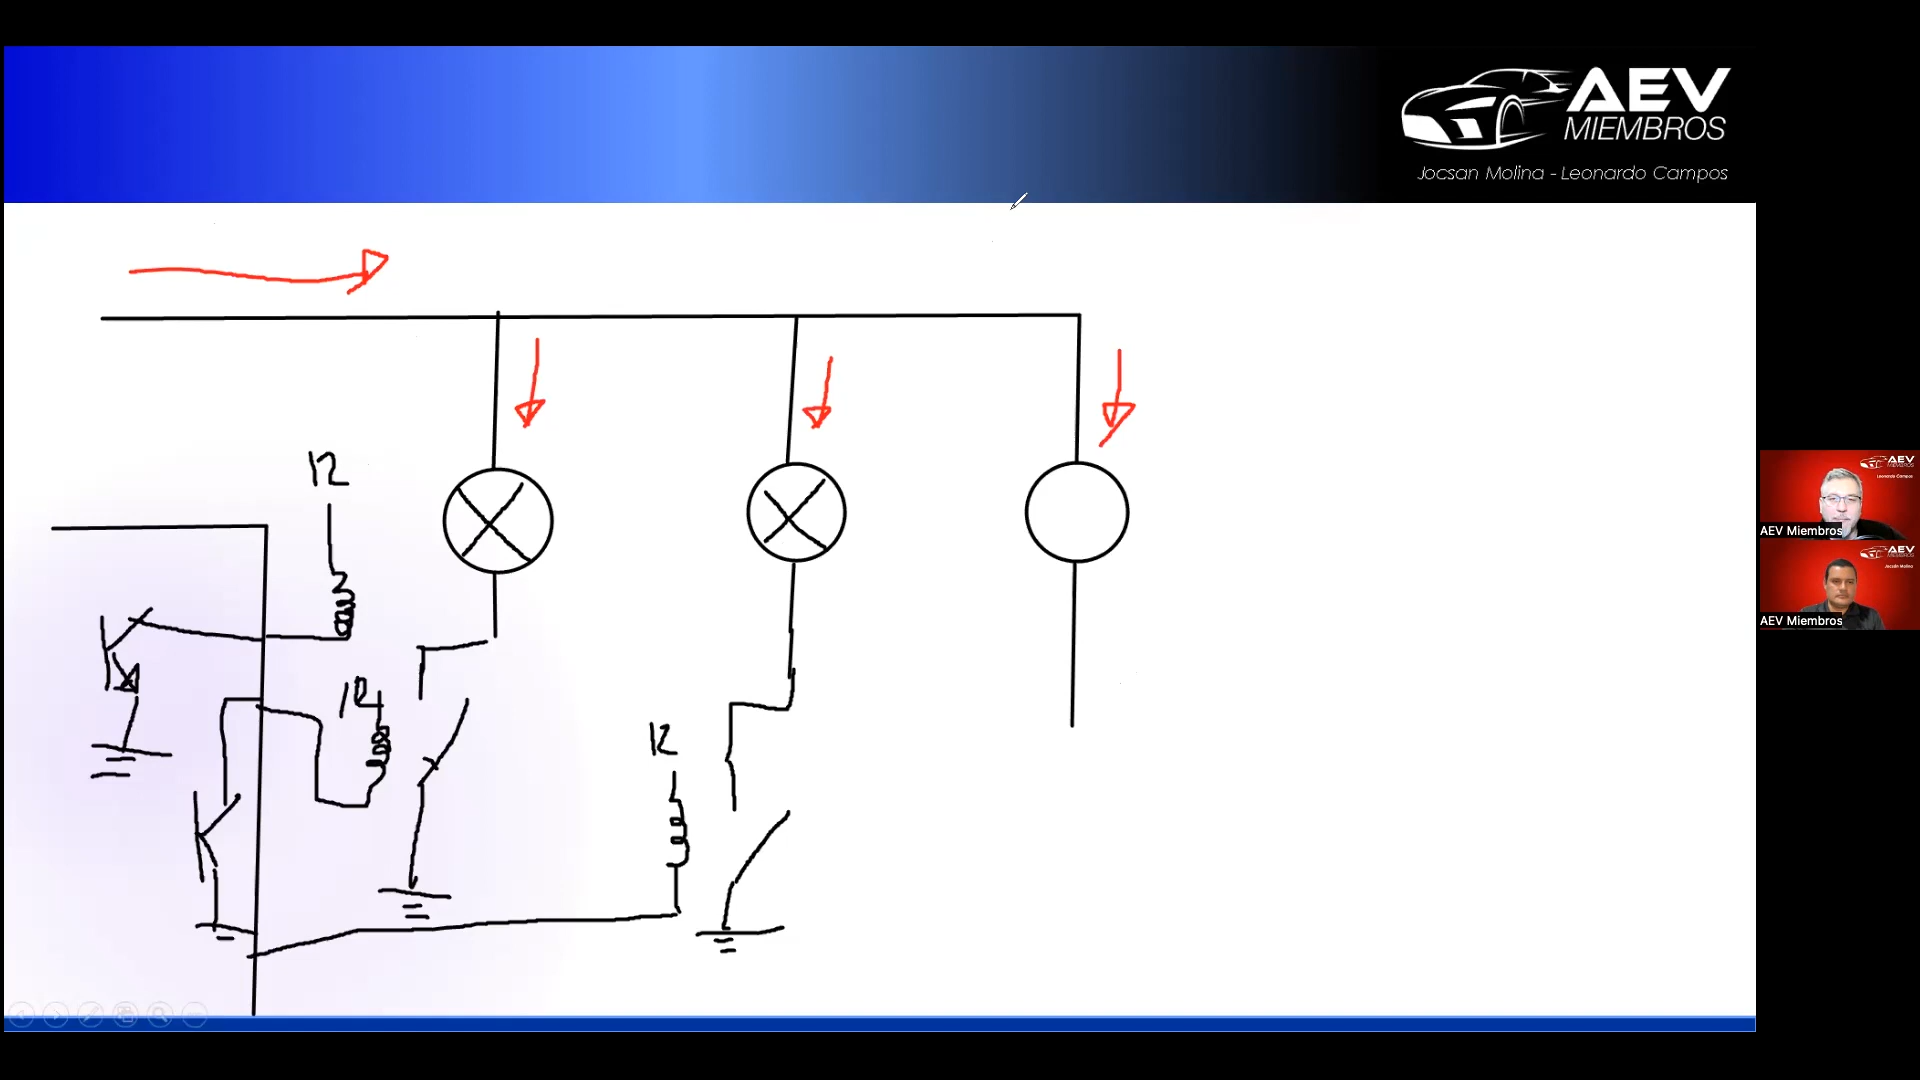 AEV
MIEMBROS
Jocsan Molina - Leonardo Campos
12
12
12
AEV Miembros
AEV Miembros